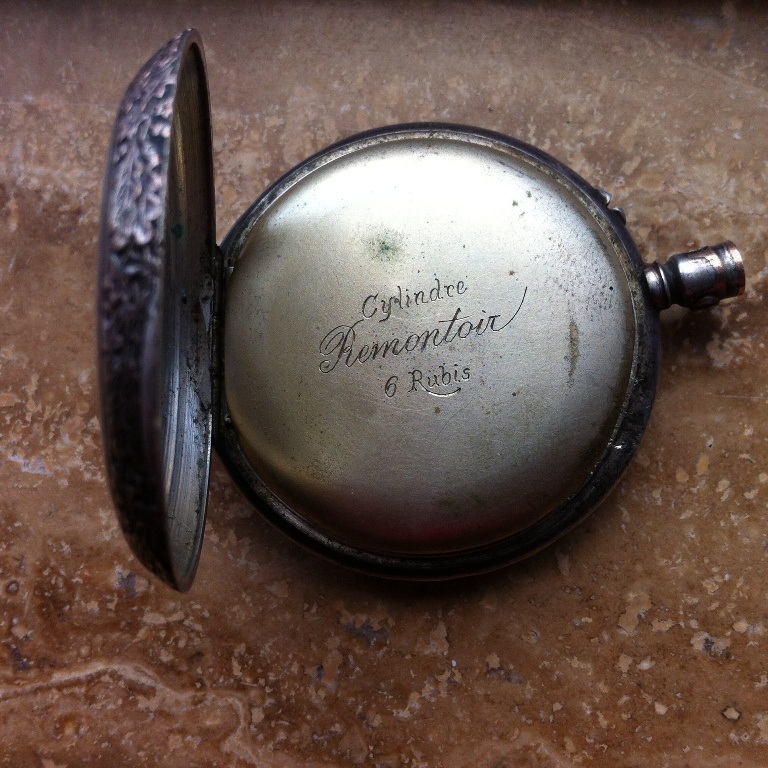 Cylindre
Remontoir
6 Rubis